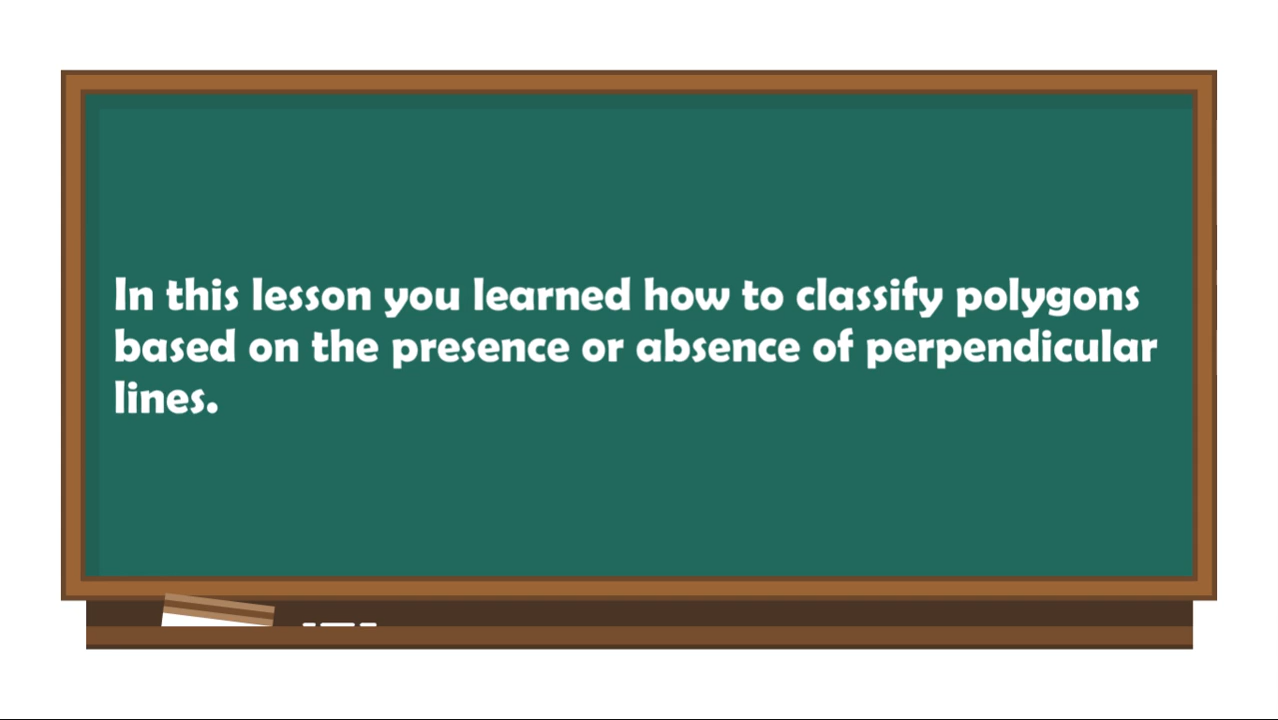 In this lesson you learned how to classify polygons
based on the presence or absence of perpendicular
lines.